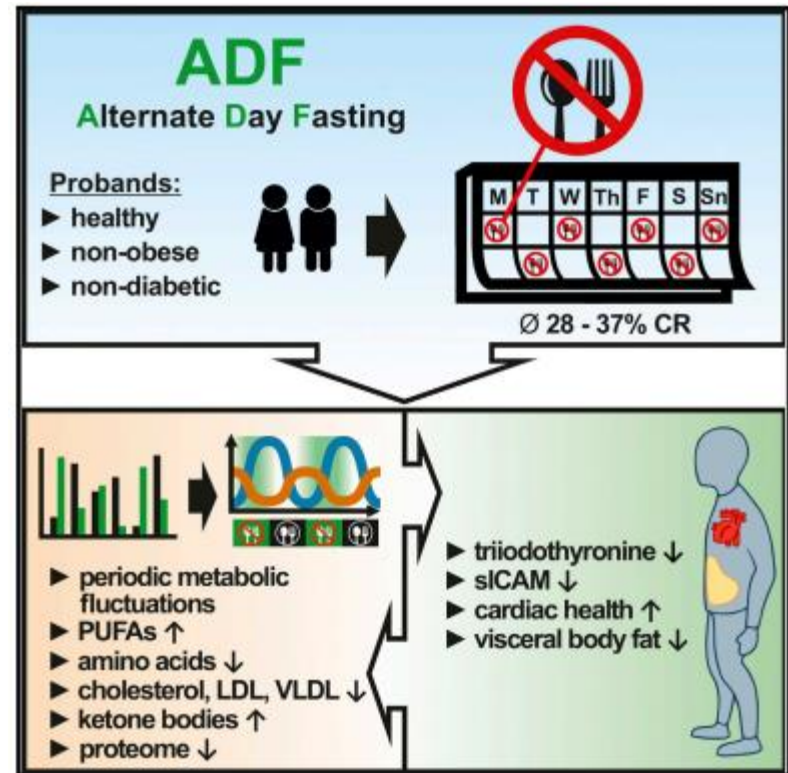 ADF
Alternate Day Fasting
Probands:
► healthy
► non-obese
► non-diabetic
M T W Th F S Sn
Ø 28 - 37% CR
► periodic metabolic
fluctuations
► PUFAs ↑
► amino acids ↓
► cholesterol, LDL, VLDL ↓
► ketone bodies ↑
► proteome ↓
► triiodothyronine ↓
► sICAM ↓
► cardiac health ↑
► visceral body fat ↓